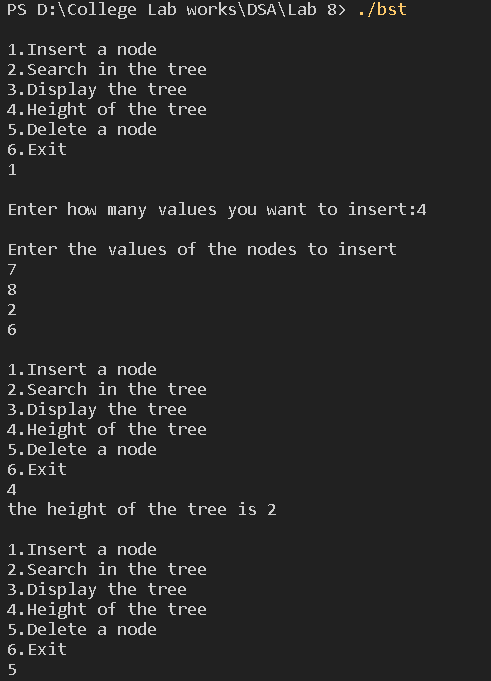 PS D:\College Lab works\DSA\Lab 8> ./bst
1.Insert a node
2.Search in the tree
3.Display the tree
4.Height of the tree
5.Delete a node
6.Exit
1
Enter how many values you want to insert:4
Enter the values of the nodes to insert
7
8
2
6
1.Insert a node
2.Search in the tree
3.Display the tree
4.Height of the tree
5.Delete a node
6.Exit
4
the height of the tree is 2
1.Insert a node
2.Search in the tree
3.Display the tree
4.Height of the tree
5.Delete a node
6.Exit
5